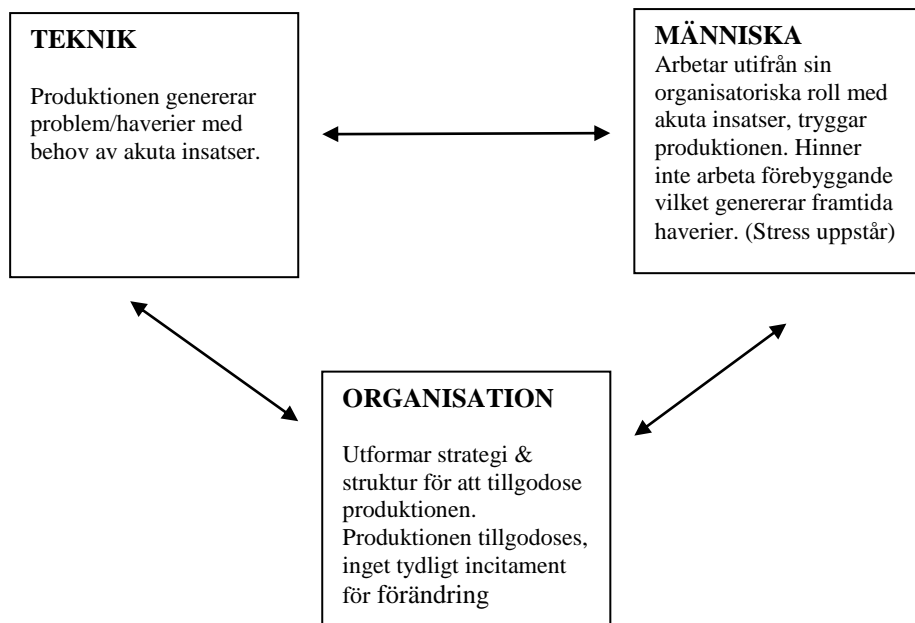 TEKNIK
Produktionen genererar
problem/haverier med
behov av akuta insatser.
MÄNNISKA
Arbetar utifrån sin
organisatoriska roll med
akuta insatser, tryggar
produktionen. Hinner
inte arbeta förebyggande
vilket genererar framtida
haverier. (Stress uppstår)
ORGANISATION
Utformar strategi &
struktur för att tillgodose
produktionen.
Produktionen tillgodoses,
inget tydligt incitament
för förändring